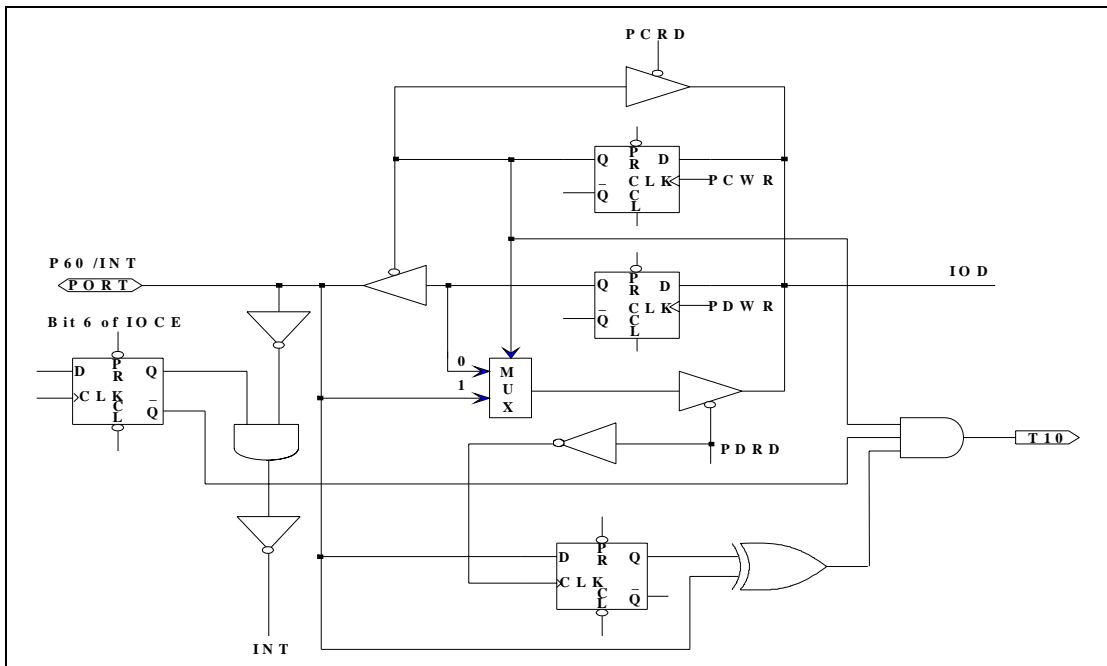 PCRD
Q PR D
CLK PCWR
Q̅ CL
P60 /INT
PORT
IOD
Q PR D
CLK PDWR
Q̅ CL
Bit 6 of IOCE
D PR Q
CLK Q̅
CL
0
1
MUX
PDRD
T10
D PR Q
CLK Q̅
CL
INT